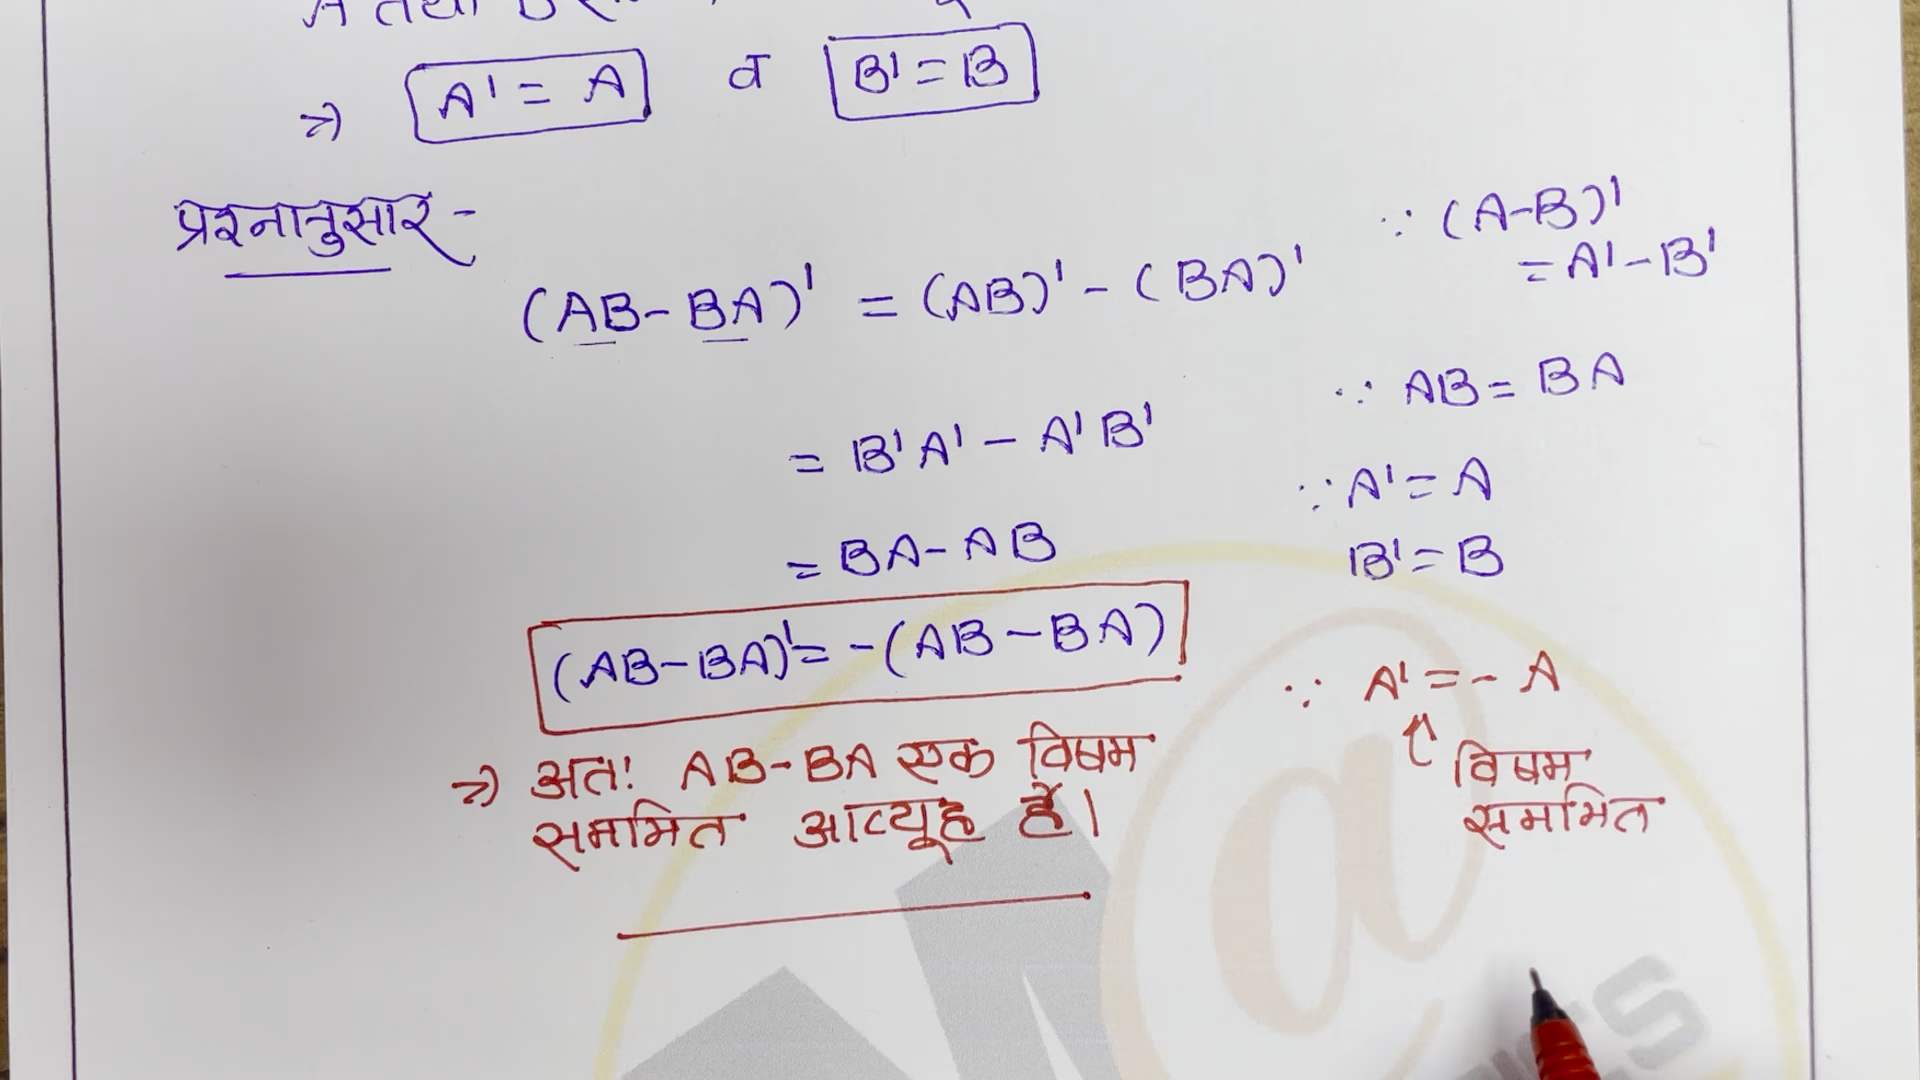 A तथा B
⇒ A' = A व B' = B
प्रश्नानुसार -
∵ (A-B)'
= A'-B'
(AB-BA)' = (AB)' - (BA)'
∵ AB = BA
= B'A' - A'B'
∵ A' = A
= BA-AB
B' = B
(AB-BA)' = -(AB-BA)
∵ A' = - A
⇒ अत: AB-BA एक विषम
↑ विषम
सममित आव्यूह है।
सममित